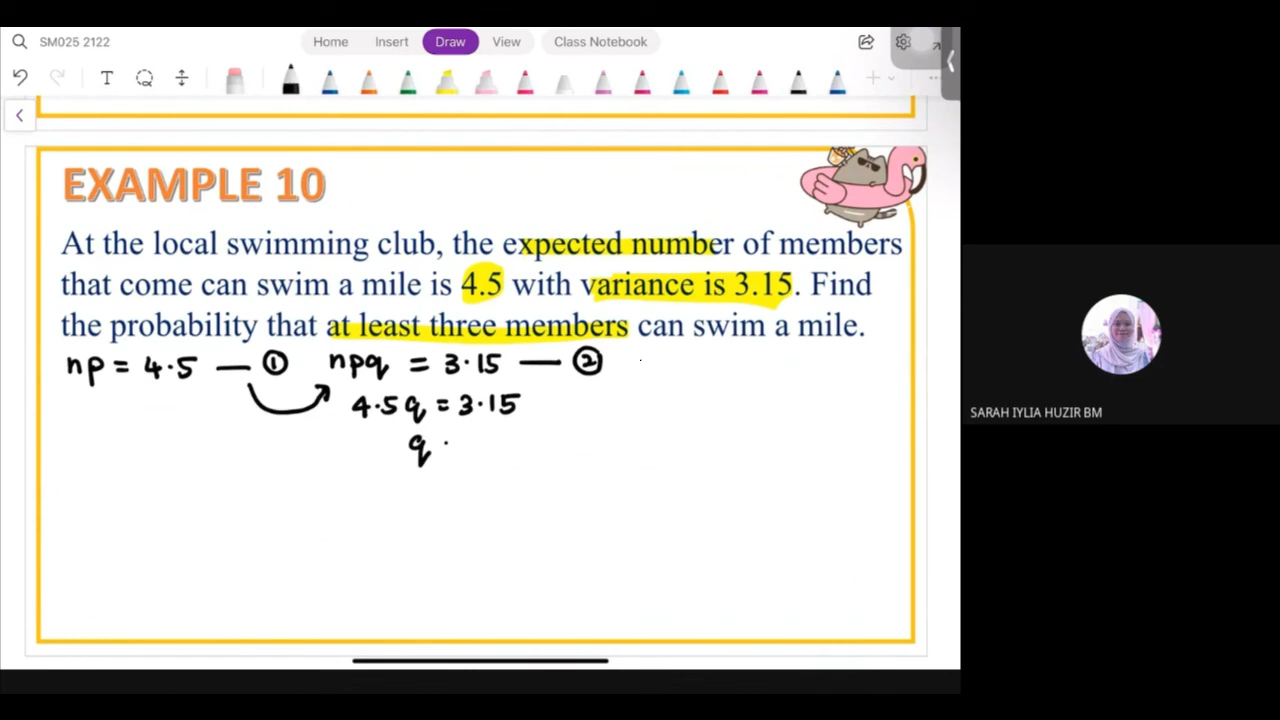 SM025 2122
Home Insert Draw View Class Notebook
T
EXAMPLE 10
At the local swimming club, the expected number of members
that come can swim a mile is 4.5 with variance is 3.15. Find
the probability that at least three members can swim a mile.
np = 4.5 — ① npq = 3.15 — ②
4.5q = 3.15
q
SARAH IYLIA HUZIR BM